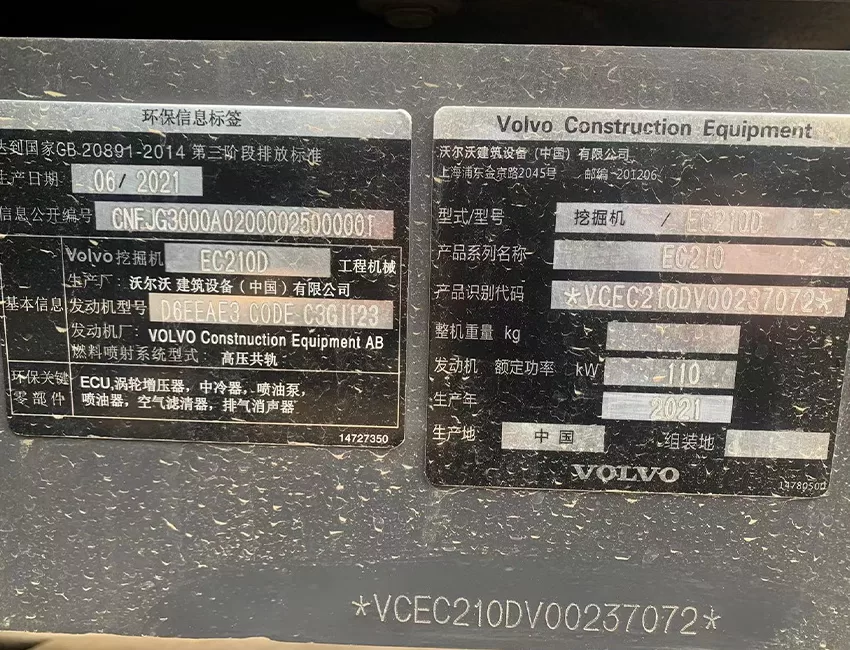 环保信息标签
达到国家GB 20891-2014 第三阶段排放标准
生产日期 06/ 2021
信息公开编号 CNFJG3000A02000025000001
Volvo挖掘机 EC210D 工程机械
生产厂: 沃尔沃 建筑设备(中国)有限公司
基本信息 发动机型号 D6EEAE3 CODE C3GI123
发动机厂: VOLVO Construction Equipment AB
燃料喷射系统型式 高压共轨
环保关键零部件 ECU,涡轮增压器, 中冷器, 喷油泵,
喷油器, 空气滤清器, 排气消声器
14727350
Volvo Construction Equipment
沃尔沃建筑设备(中国)有限公司
上海浦东金京路2045号 邮编 -201206
型式/型号 挖掘机 / EC210D
产品系列名称 EC210
产品识别代码 *VCEC210DV00237072*
整机重量 kg
发动机 额定功率 kW 110
生产年 2021
生产地 中国 组装地
VOLVO
*VCEC210DV00237072*